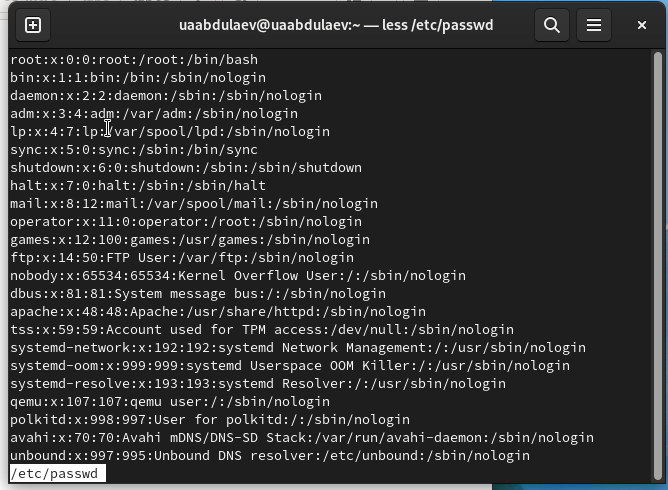 uaabdulaev@uaabdulaev:~ — less /etc/passwd
root:x:0:0:root:/root:/bin/bash
bin:x:1:1:bin:/bin:/sbin/nologin
daemon:x:2:2:daemon:/sbin:/sbin/nologin
adm:x:3:4:adm:/var/adm:/sbin/nologin
lp:x:4:7:lp:/var/spool/lpd:/sbin/nologin
sync:x:5:0:sync:/sbin:/bin/sync
shutdown:x:6:0:shutdown:/sbin:/sbin/shutdown
halt:x:7:0:halt:/sbin:/sbin/halt
mail:x:8:12:mail:/var/spool/mail:/sbin/nologin
operator:x:11:0:operator:/root:/sbin/nologin
games:x:12:100:games:/usr/games:/sbin/nologin
ftp:x:14:50:FTP User:/var/ftp:/sbin/nologin
nobody:x:65534:65534:Kernel Overflow User:/:/sbin/nologin
dbus:x:81:81:System message bus:/:/sbin/nologin
apache:x:48:48:Apache:/usr/share/httpd:/sbin/nologin
tss:x:59:59:Account used for TPM access:/dev/null:/sbin/nologin
systemd-network:x:192:192:systemd Network Management:/:/usr/sbin/nologin
systemd-oom:x:999:999:systemd Userspace OOM Killer:/:/usr/sbin/nologin
systemd-resolve:x:193:193:systemd Resolver:/:/usr/sbin/nologin
qemu:x:107:107:qemu user:/:/sbin/nologin
polkitd:x:998:997:User for polkitd:/:/sbin/nologin
avahi:x:70:70:Avahi mDNS/DNS-SD Stack:/var/run/avahi-daemon:/sbin/nologin
unbound:x:997:995:Unbound DNS resolver:/etc/unbound:/sbin/nologin
/etc/passwd